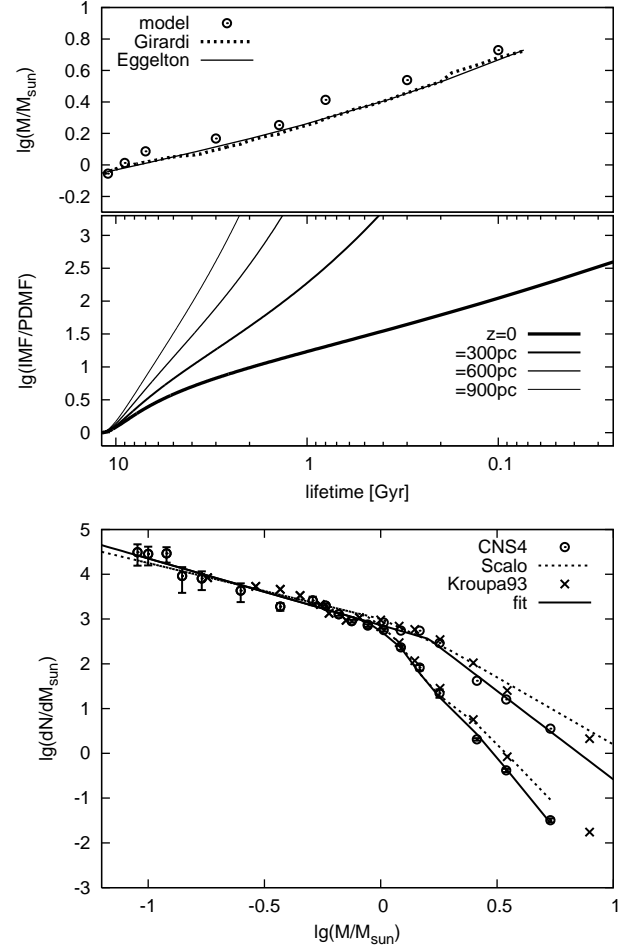 model
Girardi
Eggelton
lg(M/Msun)
1
0.8
0.6
0.4
0.2
0
-0.2
lg(IMF/PDMF)
3
2.5
2
1.5
1
0.5
0
z=0
=300pc
=600pc
=900pc
10
1
0.1
lifetime [Gyr]
CNS4
Scalo
Kroupa93
fit
lg(dN/dMsun)
5
4
3
2
1
0
-1
-2
-3
-1
-0.5
0
0.5
1
lg(M/Msun)